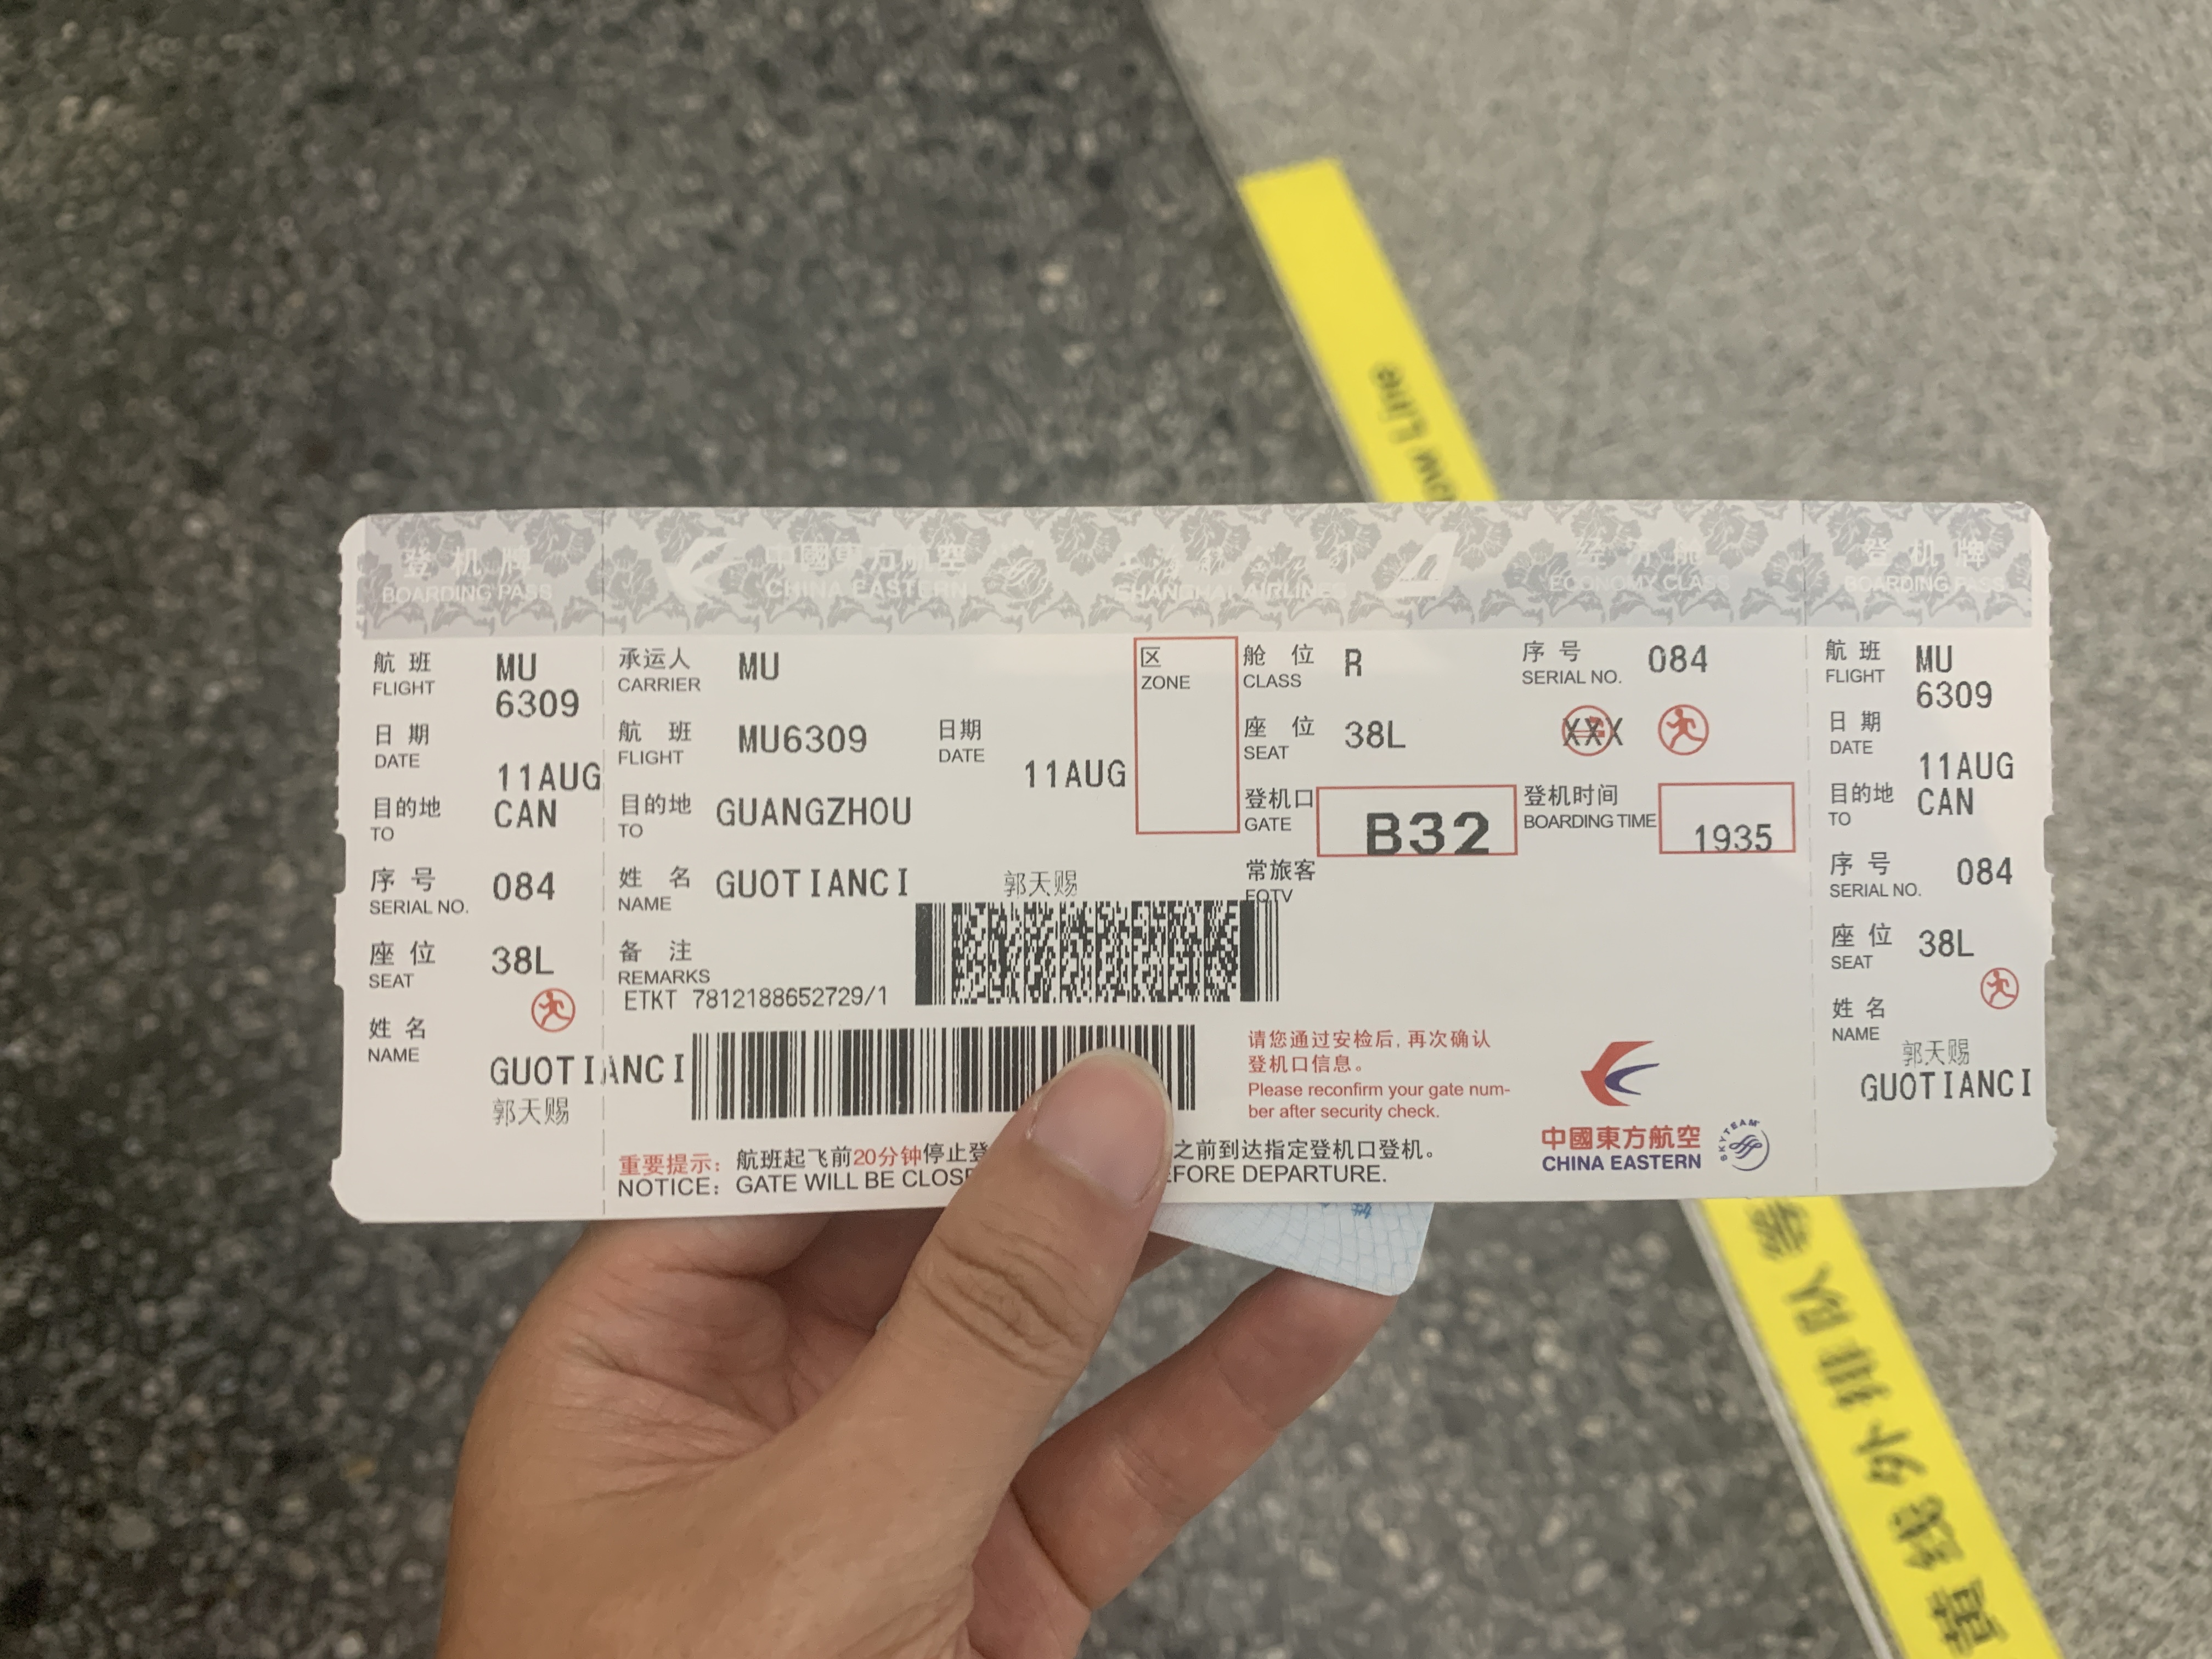 登机牌
BOARDING PASS
航班 MU
FLIGHT 6309
日期
DATE 11AUG
目的地 CAN
TO
序号 084
SERIAL NO.
座位 38L
SEAT
姓名
NAME
GUOTIANCI
郭天赐
中國東方航空
CHINA EASTERN
承运人 MU
CARRIER
航班 MU6309 日期
FLIGHT DATE
11AUG
目的地 GUANGZHOU
TO
姓名 GUOTIANCI 郭天赐
NAME
备注
REMARKS
ETKT 7812188652729/1
区
ZONE
舱位 R 序号 084
CLASS SERIAL NO.
座位 38L XXX
SEAT
登机口 B32 登机时间 1935
GATE BOARDING TIME
常旅客
FQTV
请您通过安检后,再次确认
登机口信息。
Please reconfirm your gate num-
ber after security check.
重要提示: 航班起飞前20分钟停止登 之前到达指定登机口登机。
NOTICE: GATE WILL BE CLOSE EFORE DEPARTURE.
中國東方航空
CHINA EASTERN
SKYTEAM
航班 MU
FLIGHT 6309
日期
DATE 11AUG
目的地 CAN
TO
序号 084
SERIAL NO.
座位 38L
SEAT
姓名 郭天赐
NAME GUOTIANCI
黄线外排队等
ow Line